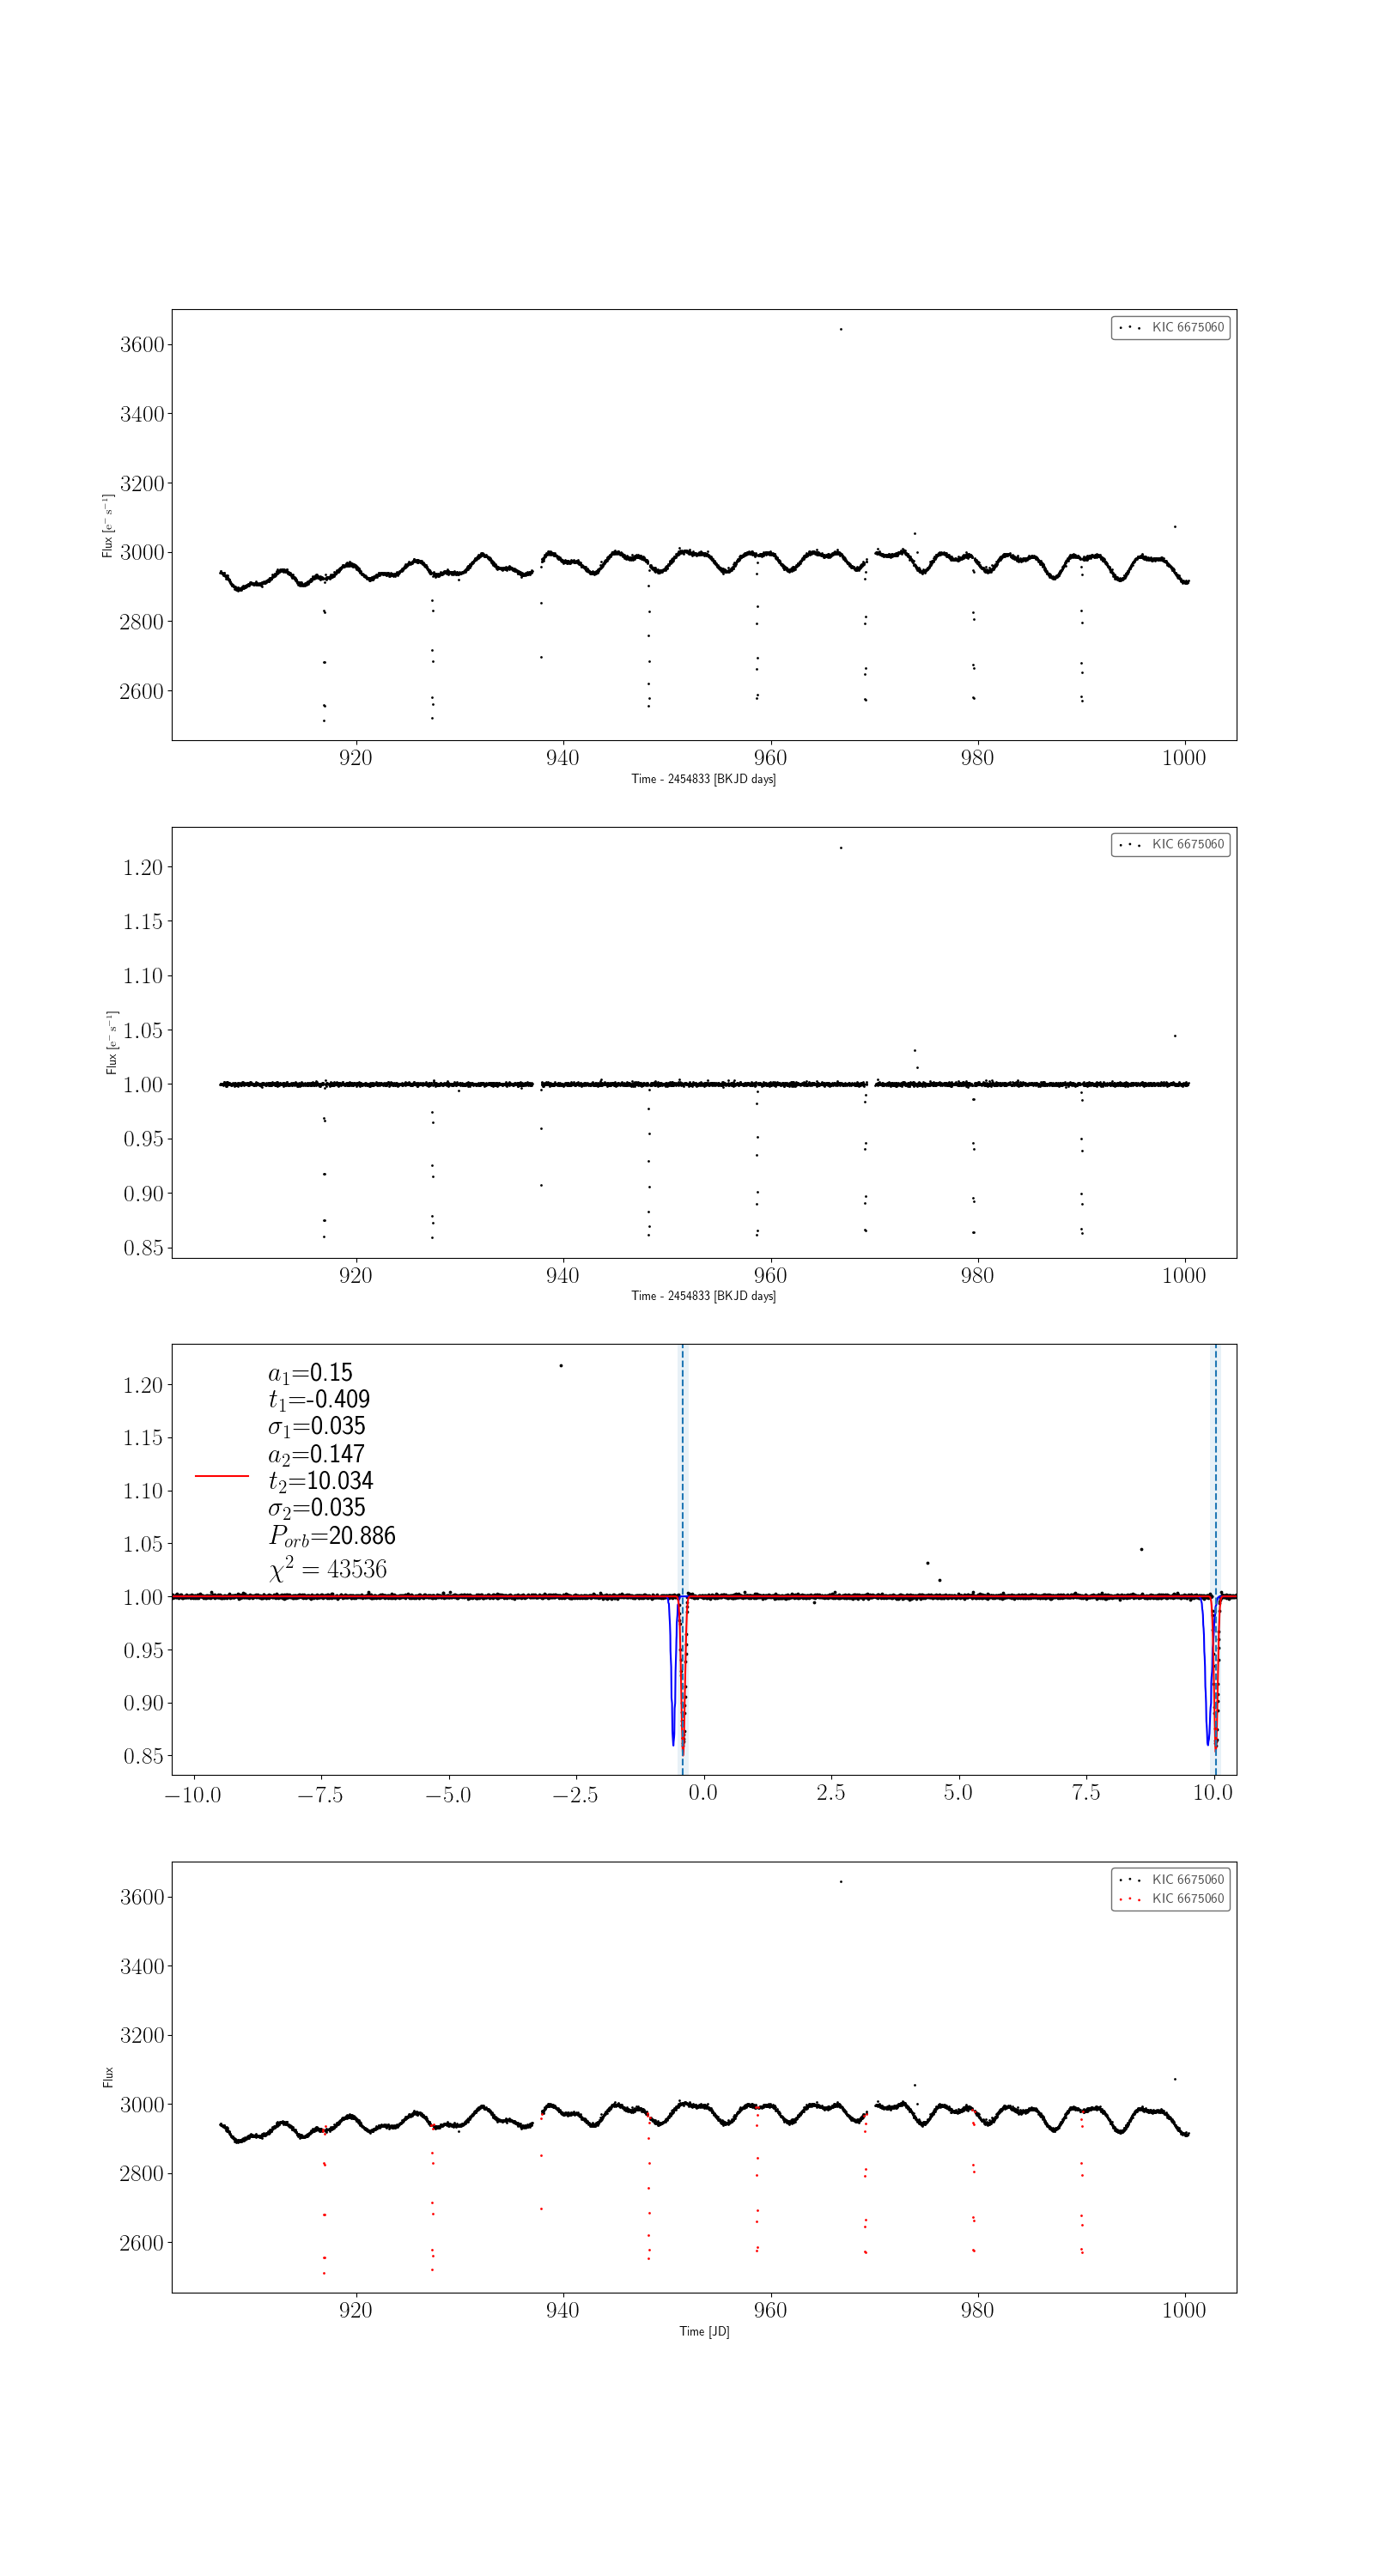 KIC 6675060
3600
3400
3200
3000
2800
2600
Flux [e⁻ s⁻¹]
920 940 960 980 1000
Time - 2454833 [BKJD days]
KIC 6675060
1.20
1.15
1.10
1.05
1.00
0.95
0.90
0.85
Flux [e⁻ s⁻¹]
920 940 960 980 1000
Time - 2454833 [BKJD days]
a₁=0.15
t₁=-0.409
σ₁=0.035
a₂=0.147
t₂=10.034
σ₂=0.035
Pₒᵣb=20.886
χ² = 43536
1.20
1.15
1.10
1.05
1.00
0.95
0.90
0.85
−10.0 −7.5 −5.0 −2.5 0.0 2.5 5.0 7.5 10.0
KIC 6675060
KIC 6675060
3600
3400
3200
3000
2800
2600
Flux
920 940 960 980 1000
Time [JD]